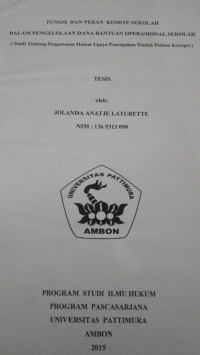 FUNGSI DAN PERAN KOMITE SEKOLAH
DALAM PENGELOLAAN DANA BANTUAN OPERASIONAL SEKOLAH
( Studi Tentang Pengawasan Dalam Upaya Pencegahan Tindak Pidana Korupsi )
TESIS
oleh:
JOLANDA ANATJE LATURETTE
NIM : 136 9313 090
UNIVERSITAS PATTIMURA
AMBON
PROGRAM STUDI ILMU HUKUM
PROGRAM PASCASARJANA
UNIVERSITAS PATTIMURA
AMBON
2015